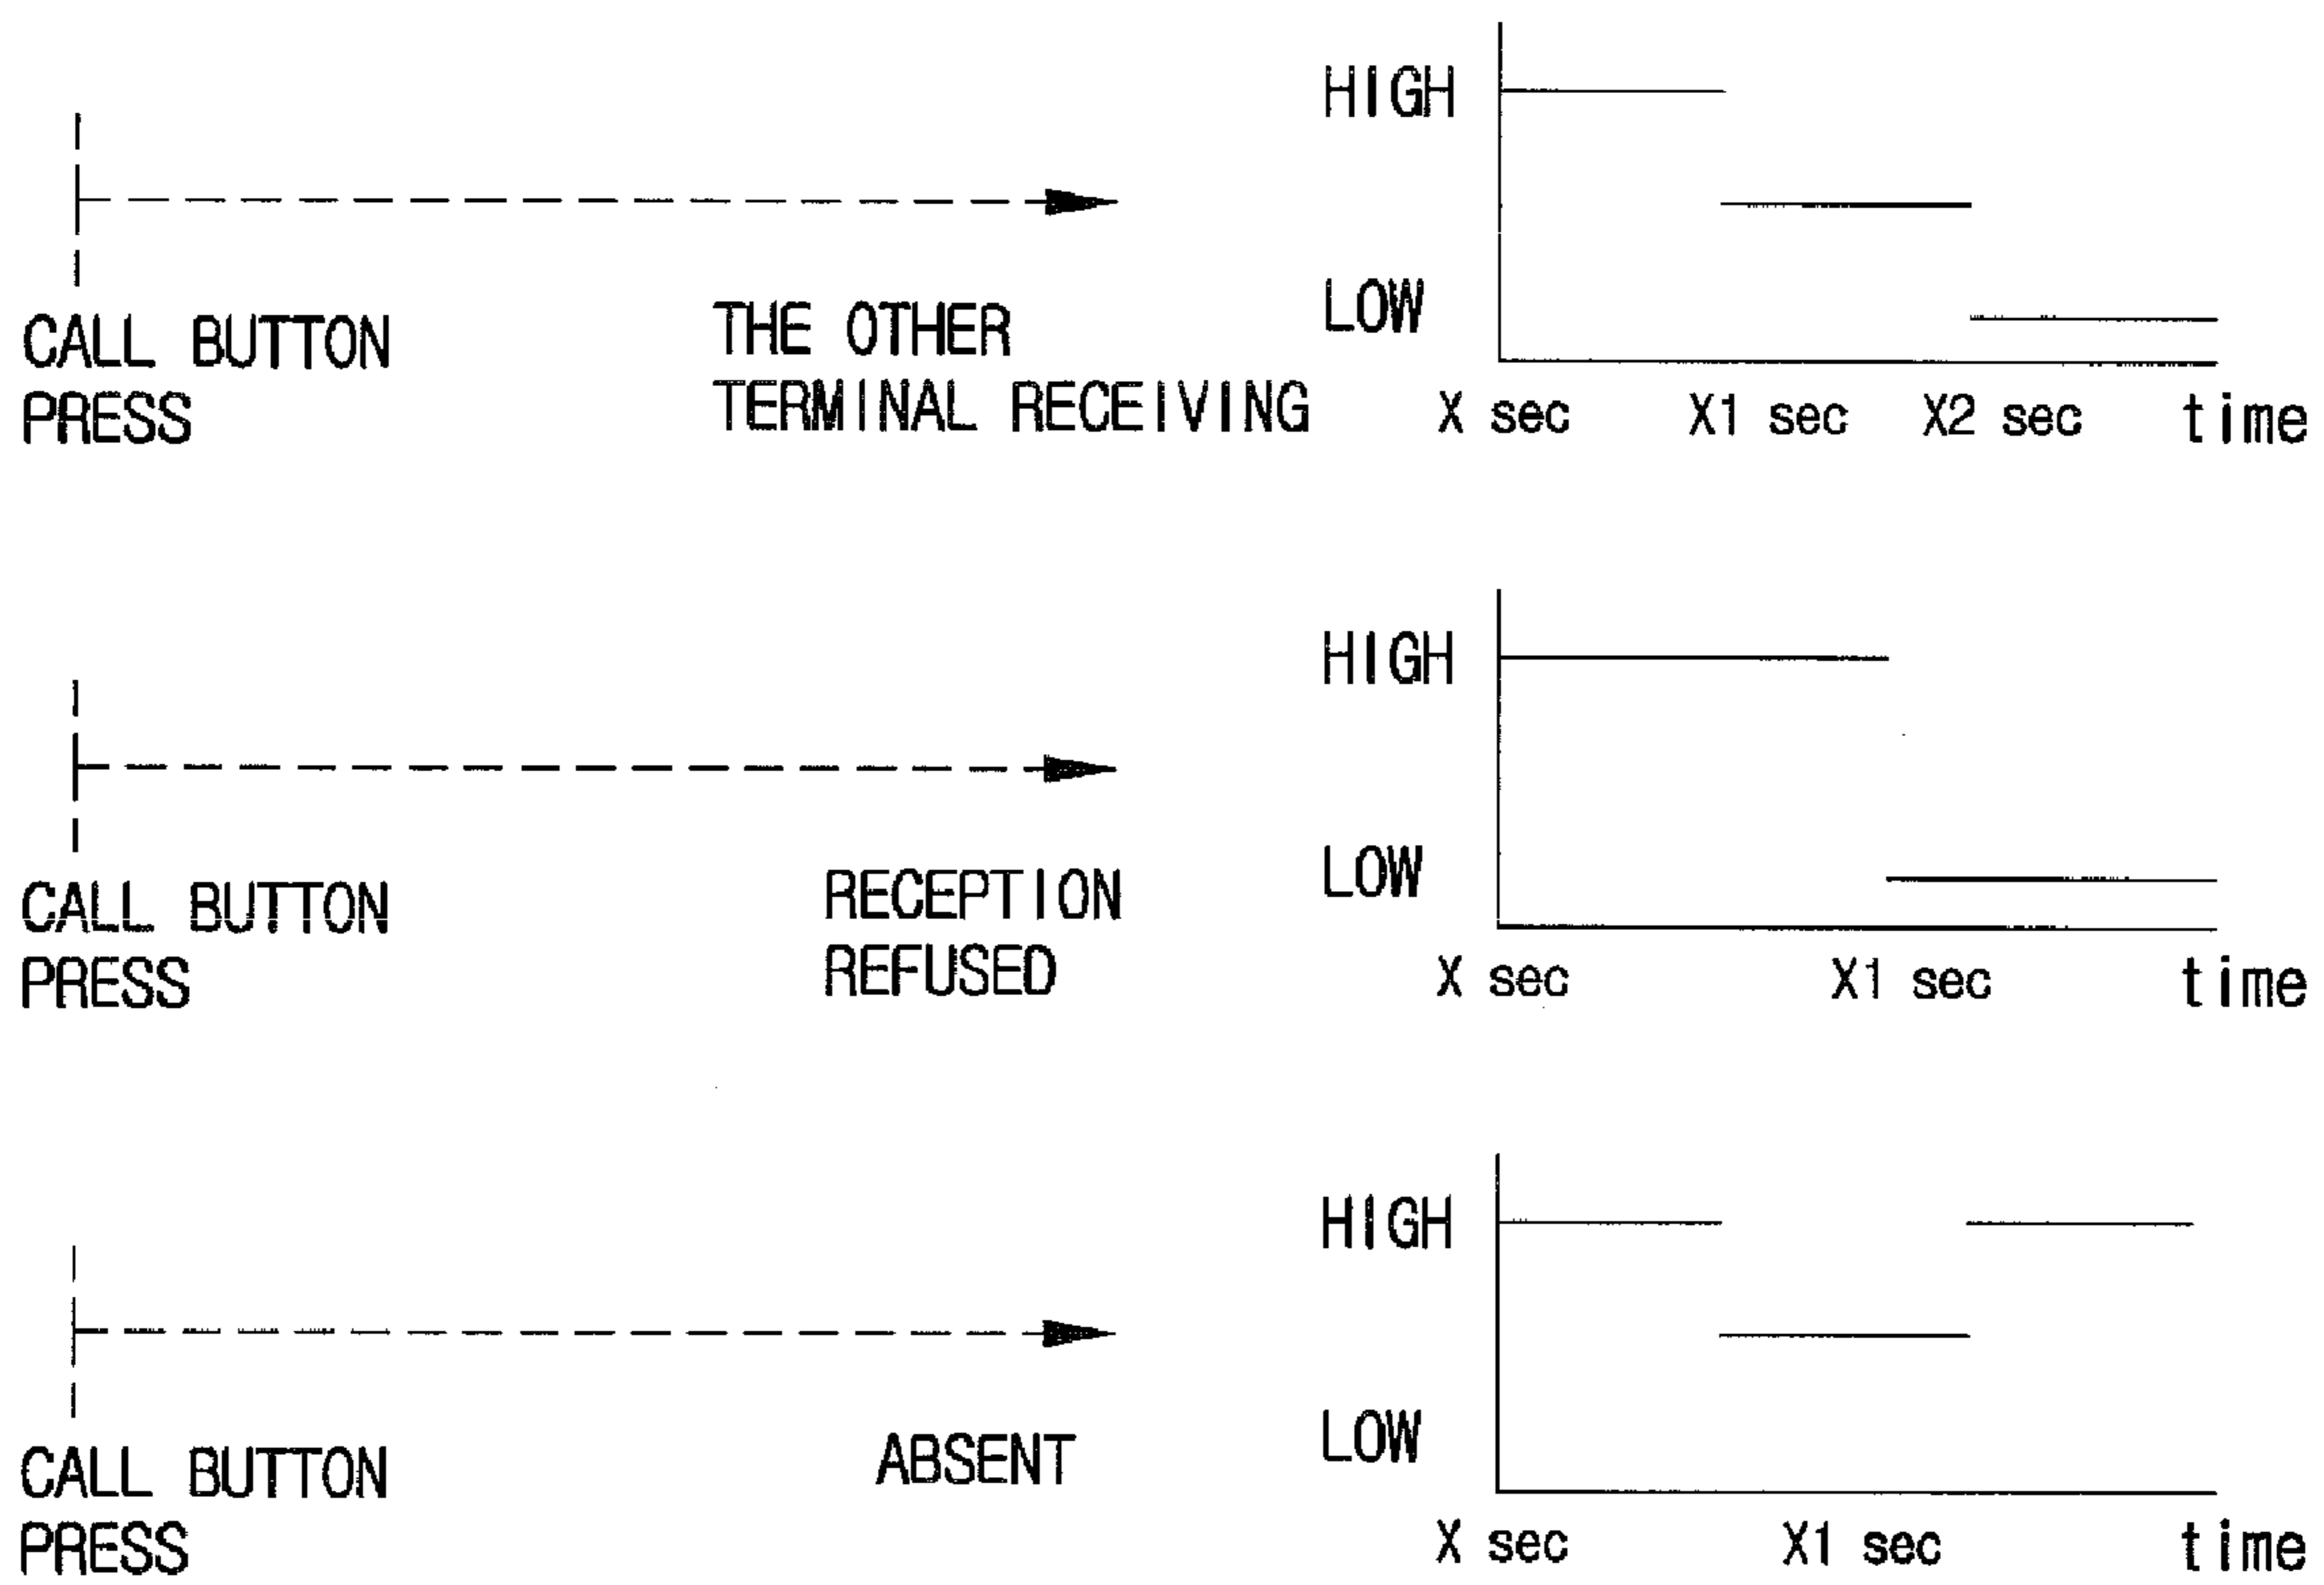 HIGH
LOW
CALL BUTTON
PRESS
THE OTHER
TERMINAL RECEIVING
X sec
X1 sec
X2 sec
time
HIGH
LOW
CALL BUTTON
PRESS
RECEPTION
REFUSED
X sec
X1 sec
time
HIGH
LOW
CALL BUTTON
PRESS
ABSENT
X sec
X1 sec
time